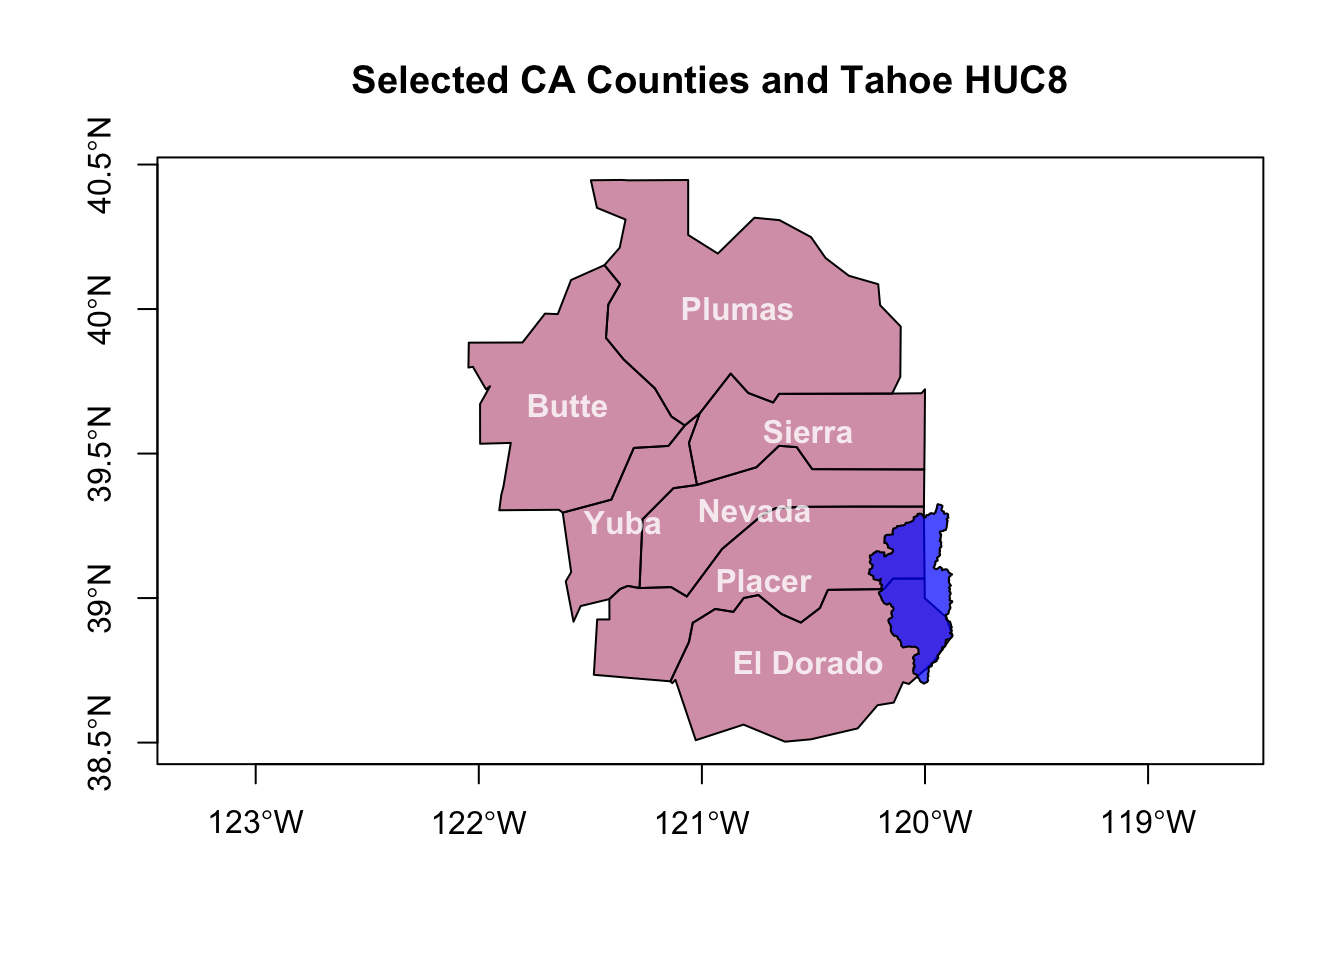 Selected CA Counties and Tahoe HUC8
40.5°N
40°N
39.5°N
39°N
38.5°N
Plumas
Butte
Sierra
Nevada
Yuba
Placer
El Dorado
123°W
122°W
121°W
120°W
119°W